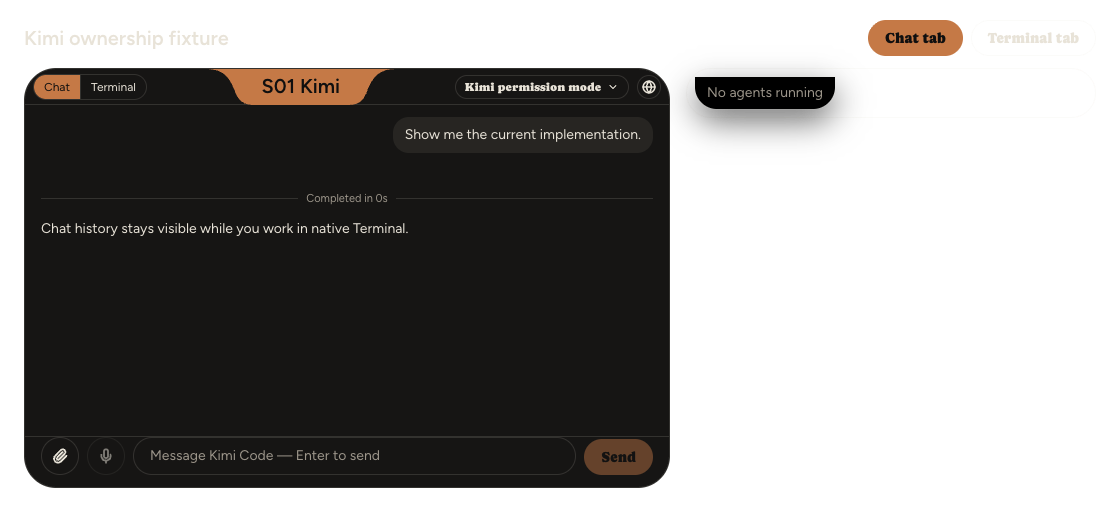 Kimi ownership fixture
Chat tab
Terminal tab
Chat
Terminal
S01 Kimi
Kimi permission mode
No agents running
Show me the current implementation.
Completed in 0s
Chat history stays visible while you work in native Terminal.
Message Kimi Code — Enter to send
Send